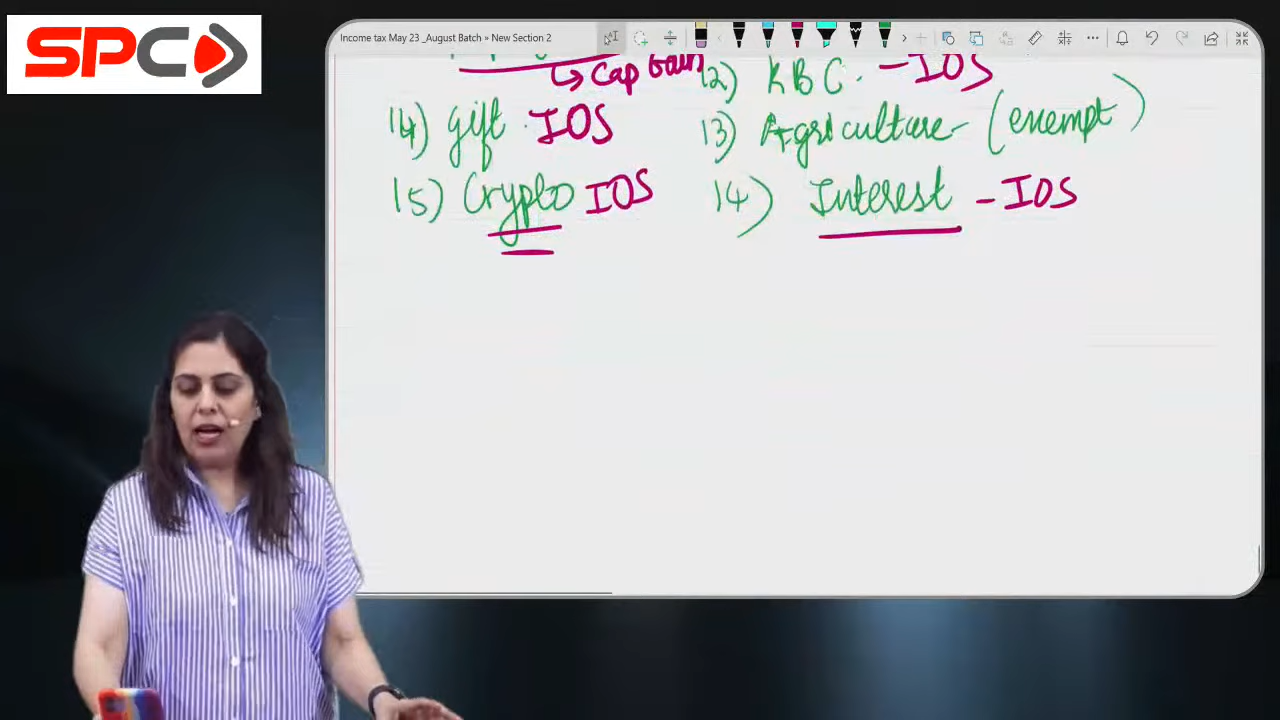 SPC
Income tax May 23 _August Batch » New Section 2
↳ Cap Gain
12) KBC - IOS
14) gift IOS
13) Agriculture - (exempt)
15) Crypto IOS
14) Interest - IOS